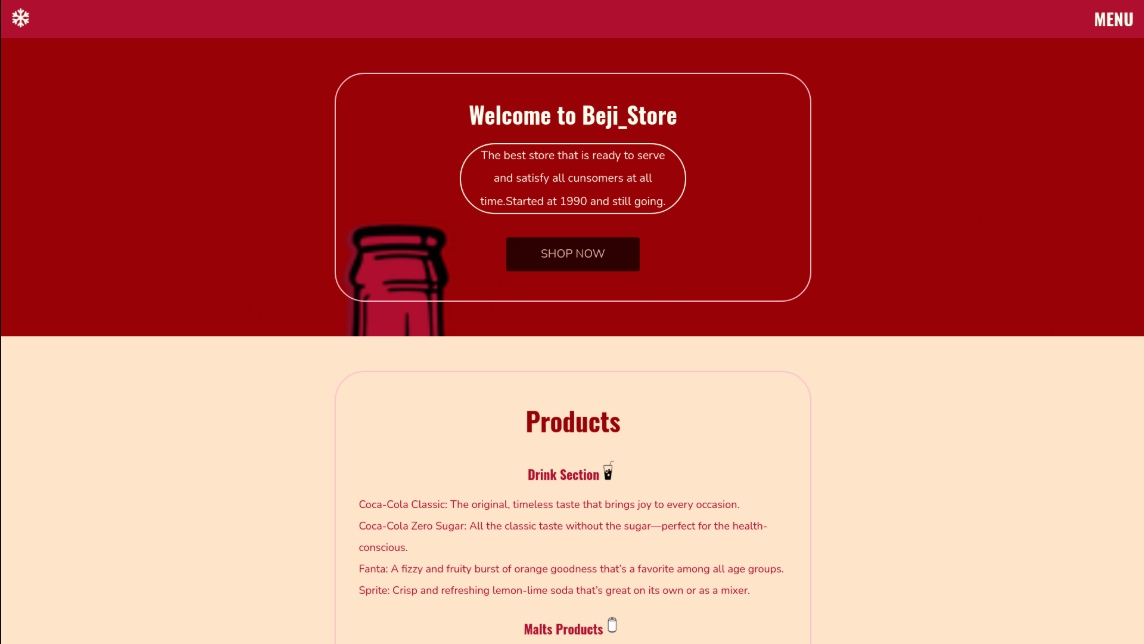 MENU
Welcome to Beji_Store
The best store that is ready to serve
and satisfy all cunsomers at all
time.Started at 1990 and still going.
SHOP NOW
Products
Drink Section
Coca-Cola Classic: The original, timeless taste that brings joy to every occasion.
Coca-Cola Zero Sugar: All the classic taste without the sugar—perfect for the health-
conscious.
Fanta: A fizzy and fruity burst of orange goodness that's a favorite among all age groups.
Sprite: Crisp and refreshing lemon-lime soda that's great on its own or as a mixer.
Malts Products